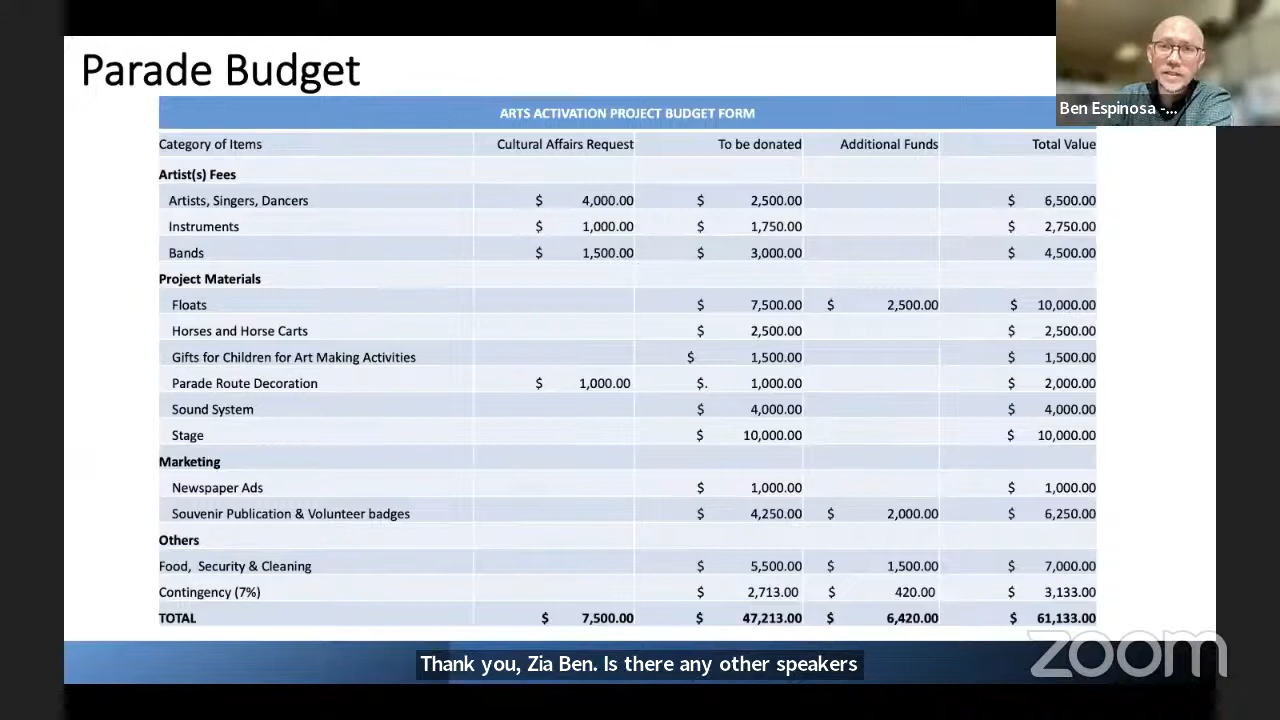 Parade Budget
Ben Espinosa -...
ARTS ACTIVATION PROJECT BUDGET FORM
Category of Items Cultural Affairs Request To be donated Additional Funds Total Value
Artist(s) Fees
Artists, Singers, Dancers $ 4,000.00 $ 2,500.00 $ 6,500.00
Instruments $ 1,000.00 $ 1,750.00 $ 2,750.00
Bands $ 1,500.00 $ 3,000.00 $ 4,500.00
Project Materials
Floats $ 7,500.00 $ 2,500.00 $ 10,000.00
Horses and Horse Carts $ 2,500.00 $ 2,500.00
Gifts for Children for Art Making Activities $ 1,500.00 $ 1,500.00
Parade Route Decoration $ 1,000.00 $. 1,000.00 $ 2,000.00
Sound System $ 4,000.00 $ 4,000.00
Stage $ 10,000.00 $ 10,000.00
Marketing
Newspaper Ads $ 1,000.00 $ 1,000.00
Souvenir Publication & Volunteer badges $ 4,250.00 $ 2,000.00 $ 6,250.00
Others
Food, Security & Cleaning $ 5,500.00 $ 1,500.00 $ 7,000.00
Contingency (7%) $ 2,713.00 $ 420.00 $ 3,133.00
TOTAL $ 7,500.00 $ 47,213.00 $ 6,420.00 $ 61,133.00
zoom
Thank you, Zia Ben. Is there any other speakers